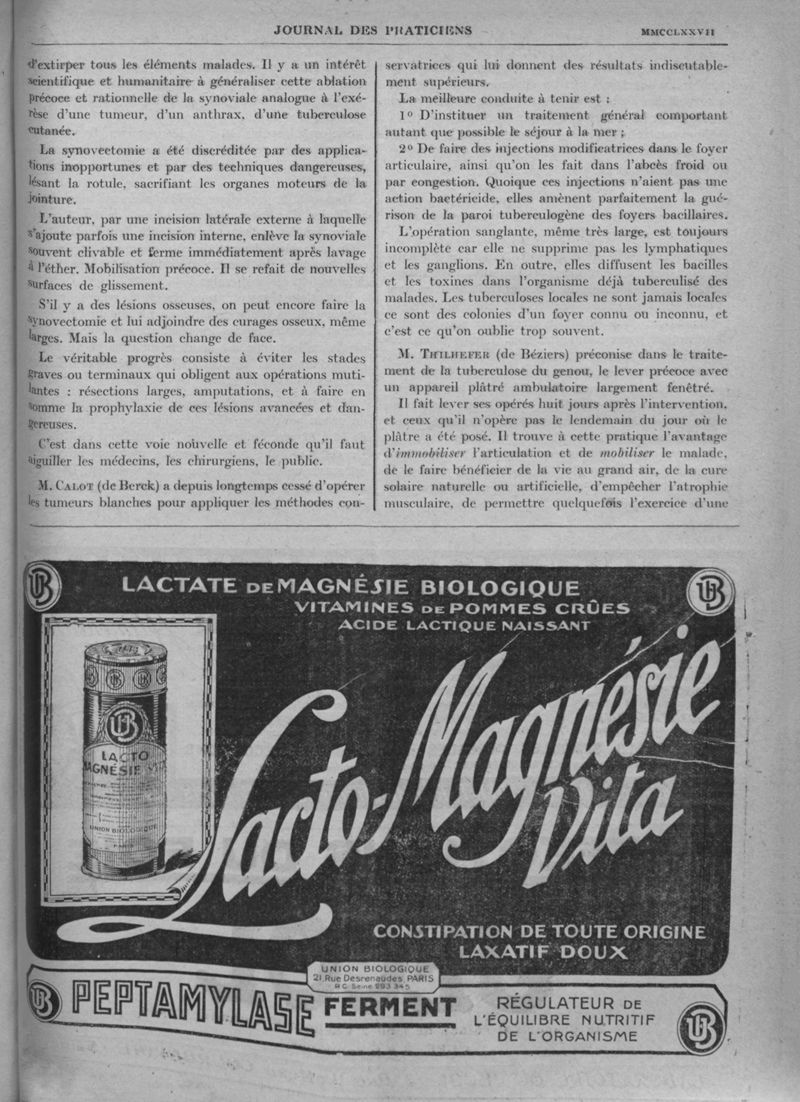 JOURNAL DES PRATICIENS
MMCCLXXVII
d'extirper tous les éléments malades. Il y a un intérêt
scientifique et humanitaire à généraliser cette ablation
précoce et rationnelle de la synoviale analogue à l'exé-
rèse d'une tumeur, d'un anthrax, d'une tuberculose
cutanée.
La synovectomie a été discréditée par des applica-
tions inopportunes et par des techniques dangereuses,
lésant la rotule, sacrifiant les organes moteurs de la
jointure.
L'auteur, par une incision latérale externe à laquelle
s'ajoute parfois une incision interne, enlève la synoviale
souvent clivable et ferme immédiatement après lavage
à l'éther. Mobilisation précoce. Il se refait de nouvelles
surfaces de glissement.
S'il y a des lésions osseuses, on peut encore faire la
synovectomie et lui adjoindre des curages osseux, même
larges. Mais la question change de face.
Le véritable progrès consiste à éviter les stades
graves ou terminaux qui obligent aux opérations muti-
lantes : résections larges, amputations, et à faire en
somme la prophylaxie de ces lésions avancées et dan-
gereuses.
C'est dans cette voie nouvelle et féconde qu'il faut
aiguiller les médecins, les chirurgiens, le public.
M. CALOT (de Berck) a depuis longtemps cessé d'opérer
les tumeurs blanches pour appliquer les méthodes con-
servatrices qui lui donnent des résultats indiscutable-
ment supérieurs.
La meilleure conduite à tenir est :
1º D'instituer un traitement général comportant
autant que possible le séjour à la mer ;
2º De faire des injections modificatrices dans le foyer
articulaire, ainsi qu'on les fait dans l'abcès froid ou
par congestion. Quoique ces injections n'aient pas une
action bactéricide, elles amènent parfaitement la gué-
rison de la paroi tuberculogène des foyers bacillaires.
L'opération sanglante, même très large, est toujours
incomplète car elle ne supprime pas les lymphatiques
et les ganglions. En outre, elles diffusent les bacilles
et les toxines dans l'organisme déjà tuberculisé des
malades. Les tuberculoses locales ne sont jamais locales
ce sont des colonies d'un foyer connu ou inconnu, et
c'est ce qu'on oublie trop souvent.
M. THILHEFER (de Béziers) préconise dans le traite-
ment de la tuberculose du genou, le lever précoce avec
un appareil plâtré ambulatoire largement fenêtré.
Il fait lever ses opérés huit jours après l'intervention,
et ceux qu'il n'opère pas le lendemain du jour où le
plâtre a été posé. Il trouve à cette pratique l'avantage
d'immobiliser l'articulation et de mobiliser le malade,
de le faire bénéficier de la vie au grand air, de la cure
solaire naturelle ou artificielle, d'empêcher l'atrophie
musculaire, de permettre quelquefois l'exercice d'une
LACTATE DE MAGNÉSIE BIOLOGIQUE
VITAMINES DE POMMES CRÛES
ACIDE LACTIQUE NAISSANT
UB
UB
UB
LACTO
MAGNÉSIE VITA
UNION BIOLOGIQUE
PARIS
Lacto-Magnésie
Vita
CONSTIPATION DE TOUTE ORIGINE
LAXATIF DOUX
UNION BIOLOGIQUE
21, Rue Desrenaudes PARIS
R C Seine 293 345
UB
PEPTAMYLASE
FERMENT
RÉGULATEUR DE
L'ÉQUILIBRE NUTRITIF
DE L'ORGANISME
UB